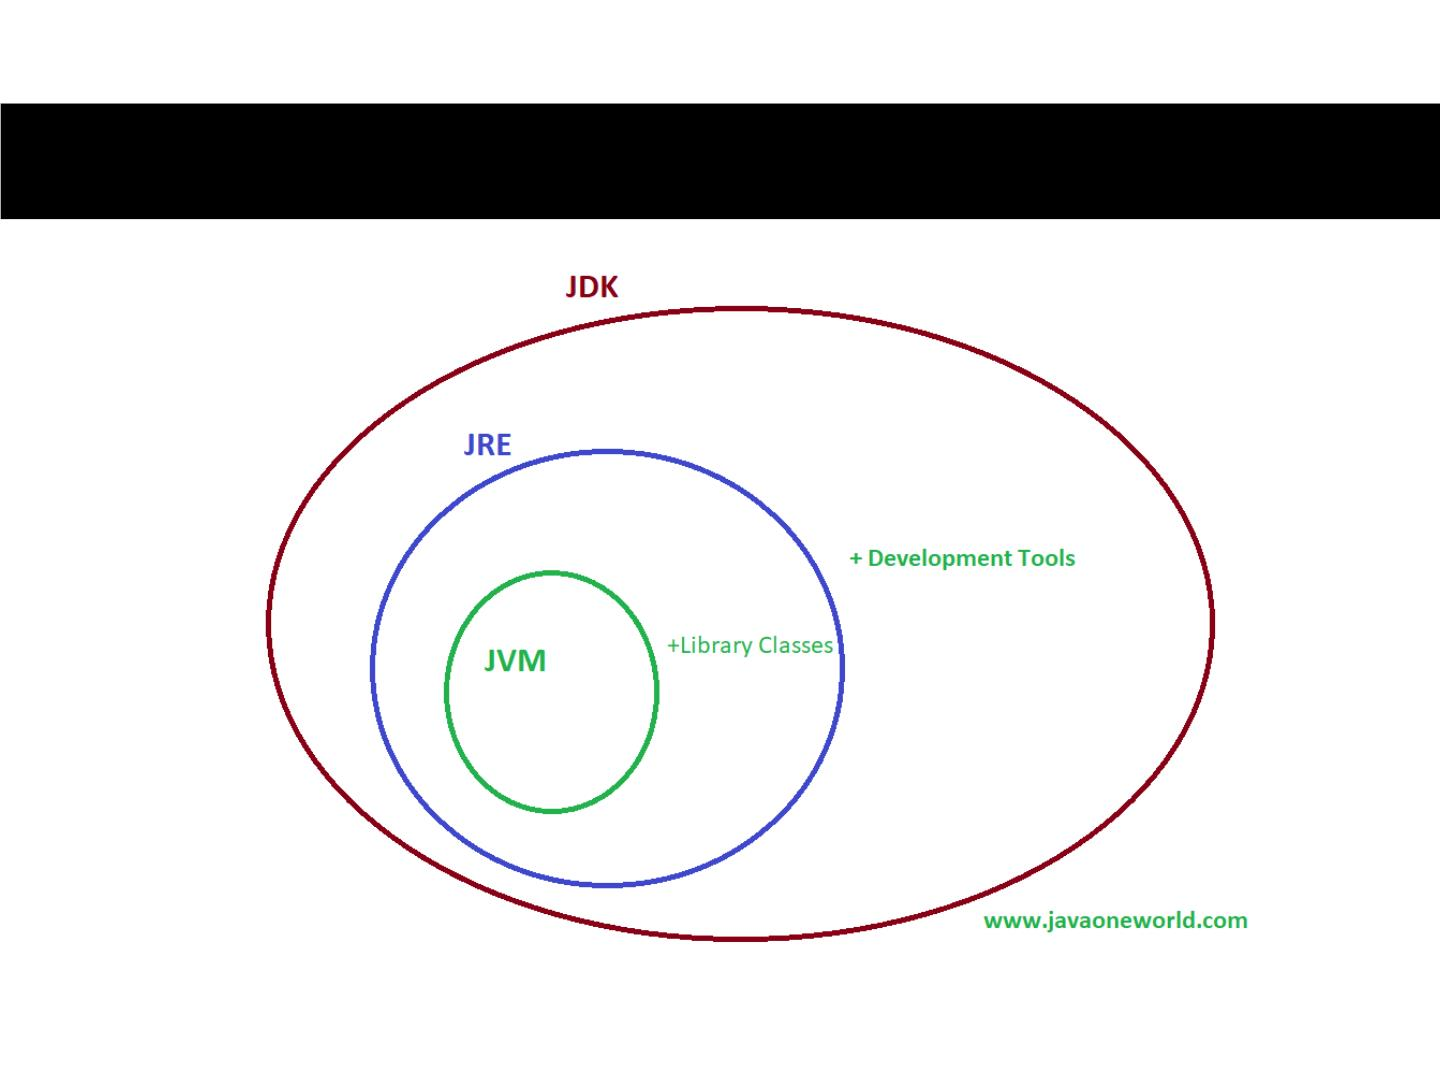 JDK
JRE
+ Development Tools
+Library Classes
JVM
www.javaoneworld.com